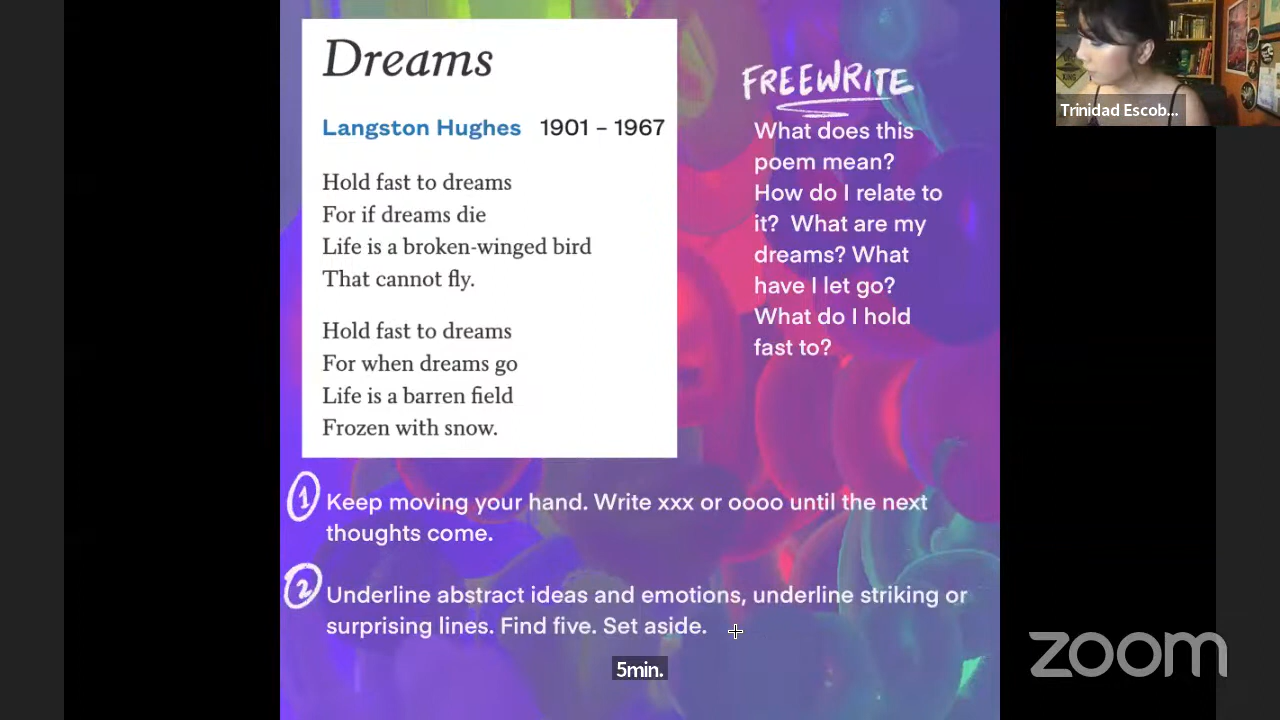 Dreams
Langston Hughes 1901 – 1967
Hold fast to dreams
For if dreams die
Life is a broken-winged bird
That cannot fly.
Hold fast to dreams
For when dreams go
Life is a barren field
Frozen with snow.
FREEWRITE
What does this
poem mean?
How do I relate to
it? What are my
dreams? What
have I let go?
What do I hold
fast to?
1 Keep moving your hand. Write xxx or oooo until the next
thoughts come.
2 Underline abstract ideas and emotions, underline striking or
surprising lines. Find five. Set aside.
5min.
Trinidad Escob...
KING
zoom